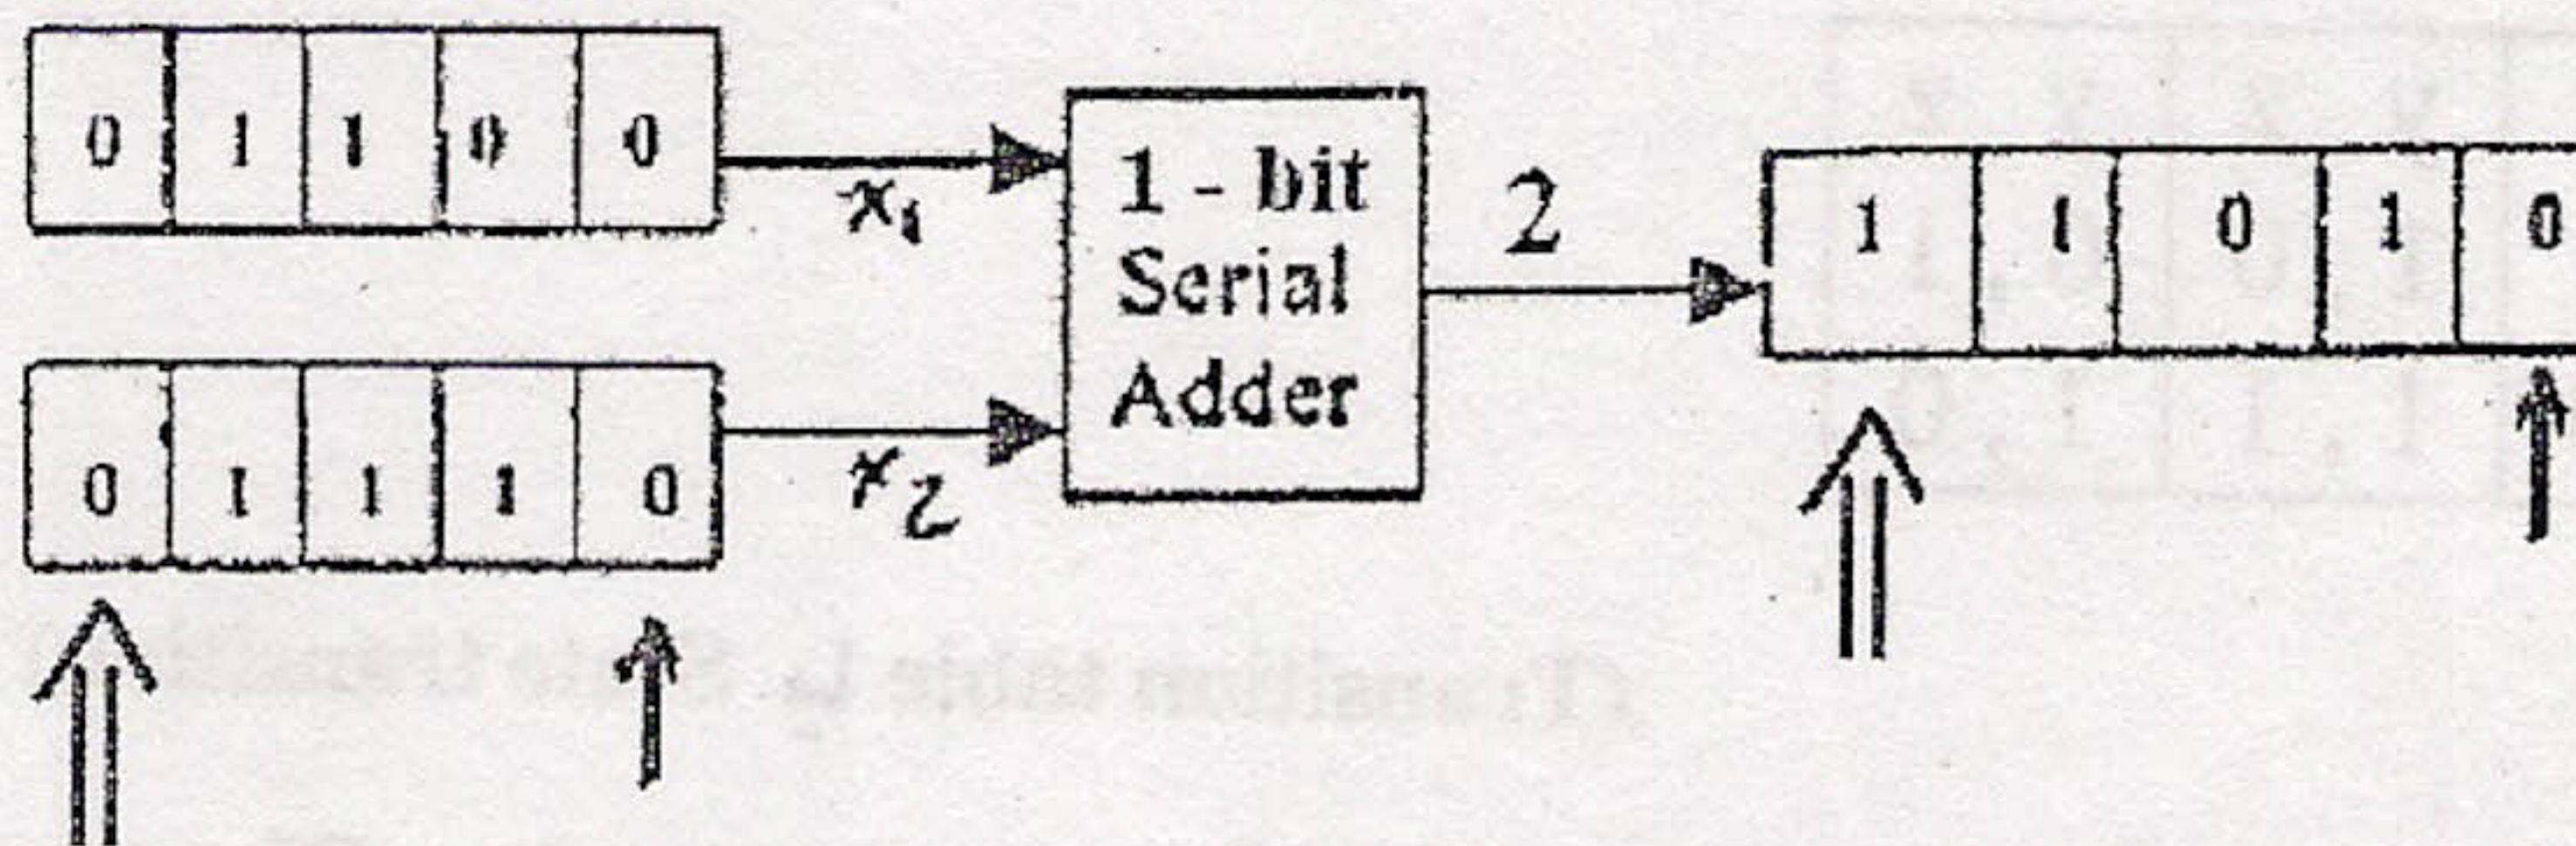 0 1 1 0 0
x₁
0 1 1 1 0
x₂
1 - bit
Serial
Adder
2
1 1 0 1 0